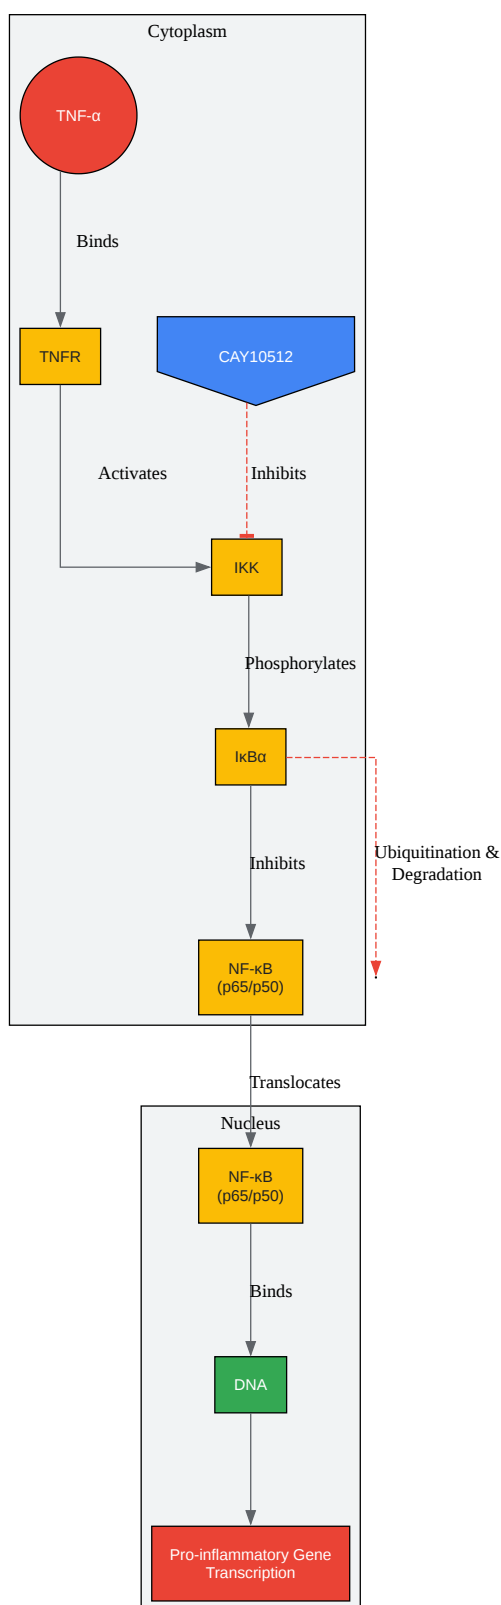 Cytoplasm
TNF-α
Binds
TNFR
CAY10512
Activates
Inhibits
IKK
Phosphorylates
IκBα
Ubiquitination &
Degradation
Inhibits
NF-κB
(p65/p50)
Translocates
Nucleus
NF-κB
(p65/p50)
Binds
DNA
Pro-inflammatory Gene
Transcription